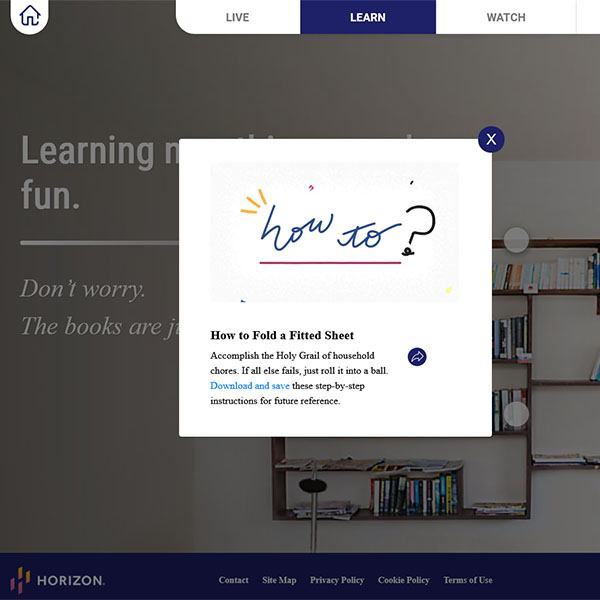 LIVE
LEARN
WATCH
Learning
fun.
Don't worry.
The books are
X
how to?
How to Fold a Fitted Sheet
Accomplish the Holy Grail of household
chores. If all else fails, just roll it into a ball.
Download and save these step-by-step
instructions for future reference.
HORIZON
Contact
Site Map
Privacy Policy
Cookie Policy
Terms of Use